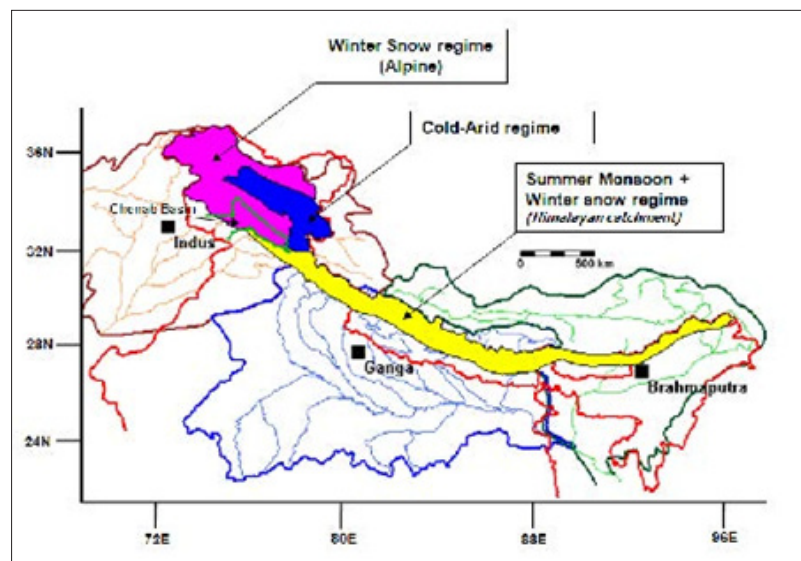 Winter Snow regime
(Alpine)
Cold-Arid regime
Summer Monsoon +
Winter snow regime
(Himalayan catchment)
36N
Chenab Basin
Indus
32N
0 500 km
28N
Ganga
Brahmaputra
24N
72E
80E
88E
96E